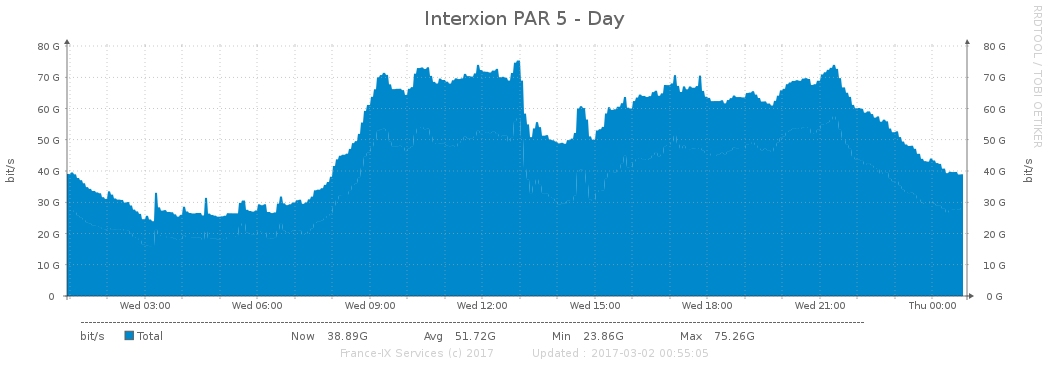 Interxion PAR 5 - Day
RRDTOOL / TOBI OETIKER
80 G 80 G
70 G 70 G
60 G 60 G
50 G 50 G
40 G 40 G
30 G 30 G
20 G 20 G
10 G 10 G
0 0 G
bit/s bit/s
Wed 03:00 Wed 06:00 Wed 09:00 Wed 12:00 Wed 15:00 Wed 18:00 Wed 21:00 Thu 00:00
bit/s Total Now 38.89G Avg 51.72G Min 23.86G Max 75.26G
France-IX Services (c) 2017 Updated : 2017-03-02 00:55:05